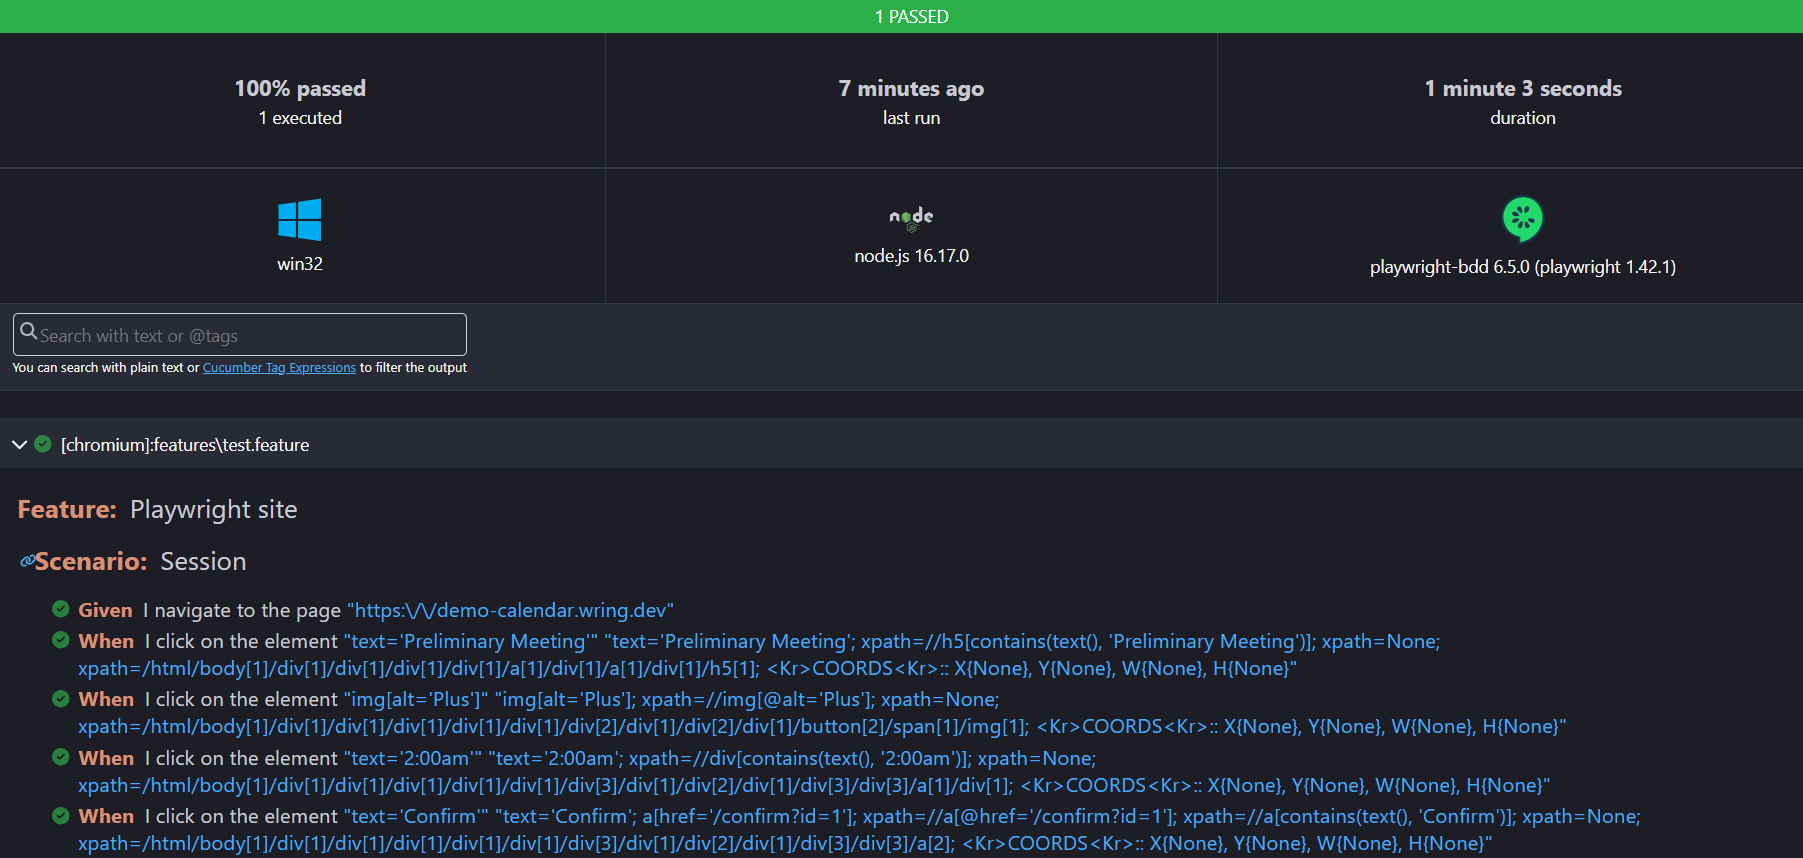 1 PASSED
100% passed
1 executed
7 minutes ago
last run
1 minute 3 seconds
duration
win32
node
JS
node.js 16.17.0
playwright-bdd 6.5.0 (playwright 1.42.1)
Search with text or @tags
You can search with plain text or Cucumber Tag Expressions to filter the output
[chromium]:features\test.feature
Feature: Playwright site
Scenario: Session
Given I navigate to the page "https:\/\/demo-calendar.wring.dev"
When I click on the element "text='Preliminary Meeting'" "text='Preliminary Meeting'; xpath=//h5[contains(text(), 'Preliminary Meeting')]; xpath=None;
xpath=/html/body[1]/div[1]/div[1]/div[1]/div[1]/a[1]/div[1]/a[1]/div[1]/h5[1]; <Kr>COORDS<Kr>:: X{None}, Y{None}, W{None}, H{None}"
When I click on the element "img[alt='Plus']" "img[alt='Plus']; xpath=//img[@alt='Plus']; xpath=None;
xpath=/html/body[1]/div[1]/div[1]/div[1]/div[1]/div[1]/div[2]/div[1]/div[2]/div[1]/button[2]/span[1]/img[1]; <Kr>COORDS<Kr>:: X{None}, Y{None}, W{None}, H{None}"
When I click on the element "text='2:00am'" "text='2:00am'; xpath=//div[contains(text(), '2:00am')]; xpath=None;
xpath=/html/body[1]/div[1]/div[1]/div[1]/div[1]/div[1]/div[3]/div[1]/div[2]/div[1]/div[3]/div[3]/a[1]/div[1]; <Kr>COORDS<Kr>:: X{None}, Y{None}, W{None}, H{None}"
When I click on the element "text='Confirm'" "text='Confirm'; a[href='/confirm?id=1']; xpath=//a[@href='/confirm?id=1']; xpath=//a[contains(text(), 'Confirm')]; xpath=None;
xpath=/html/body[1]/div[1]/div[1]/div[1]/div[1]/div[1]/div[3]/div[1]/div[2]/div[1]/div[3]/div[3]/a[2]; <Kr>COORDS<Kr>:: X{None}, Y{None}, W{None}, H{None}"